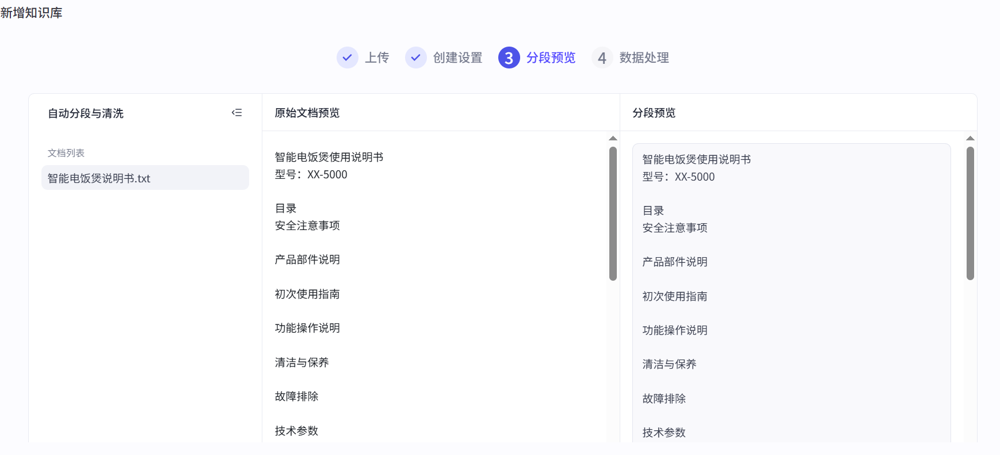 新增知识库
上传
创建设置
3 分段预览
4 数据处理
自动分段与清洗
文档列表
智能电饭煲说明书.txt
原始文档预览
智能电饭煲使用说明书
型号：XX-5000
目录
安全注意事项
产品部件说明
初次使用指南
功能操作说明
清洁与保养
故障排除
技术参数
分段预览
智能电饭煲使用说明书
型号：XX-5000
目录
安全注意事项
产品部件说明
初次使用指南
功能操作说明
清洁与保养
故障排除
技术参数